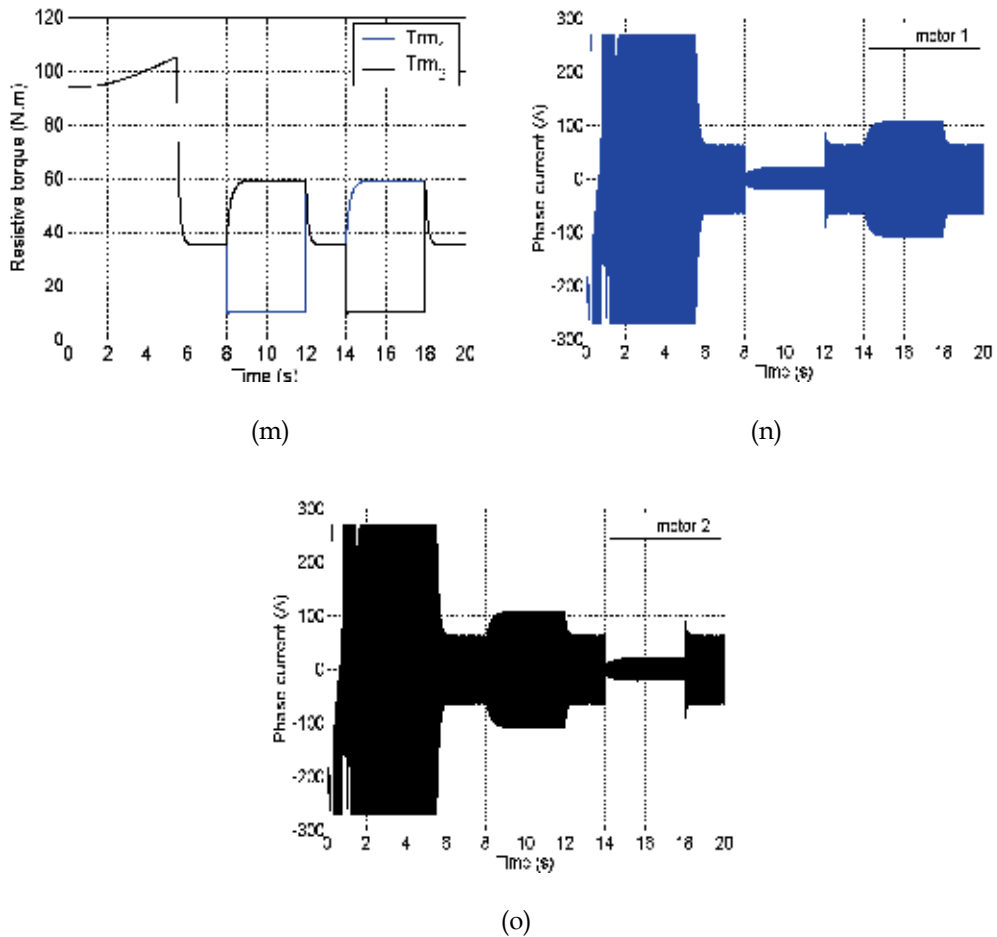 120
100
80
60
40
20
0
Resistive torque (N.m)
0 2 4 6 8 10 12 14 16 18 20
Time (s)
Trm
Trm
(m)
300
200
100
0
-100
-200
-300
Phase current (A)
motor 1
0 2 4 6 8 10 12 14 16 18 20
Time (s)
(n)
300
200
100
0
-100
-200
-300
Phase current (A)
motor 2
0 2 4 6 8 10 12 14 16 18 20
Time (s)
(o)